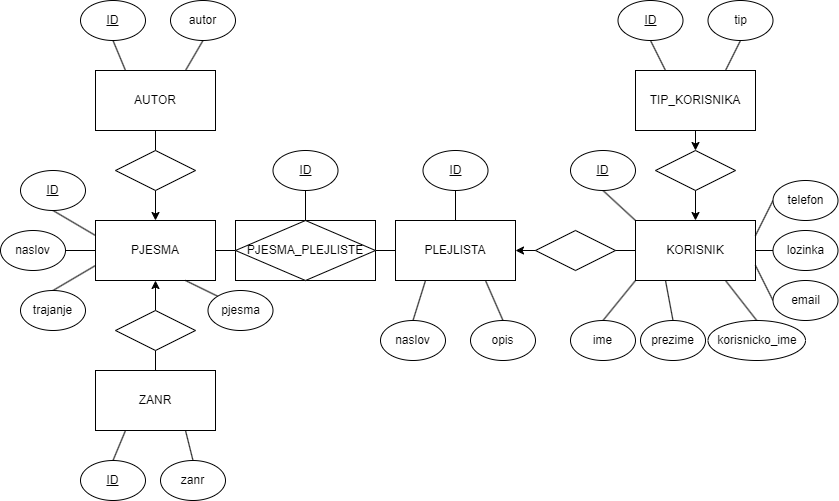 ID
autor
ID
tip
AUTOR
TIP_KORISNIKA
ID
ID
ID
ID
telefon
naslov
PJESMA
PJESMA_PLEJLISTE
PLEJLISTA
KORISNIK
lozinka
trajanje
pjesma
email
naslov
opis
ime
prezime
korisnicko_ime
ZANR
ID
zanr